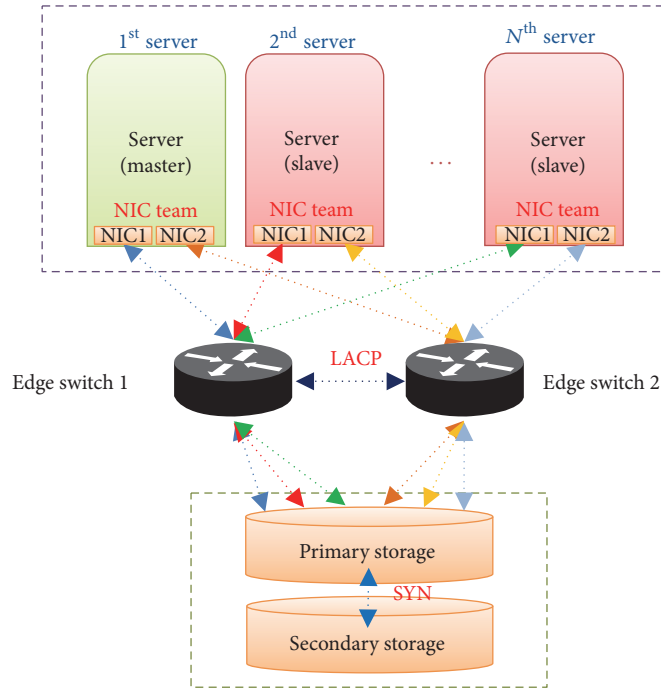 1st server
2nd server
Nth server
Server
(master)
Server
(slave)
...
Server
(slave)
NIC team
NIC team
NIC team
NIC1
NIC2
NIC1
NIC2
NIC1
NIC2
LACP
Edge switch 1
Edge switch 2
Primary storage
SYN
Secondary storage